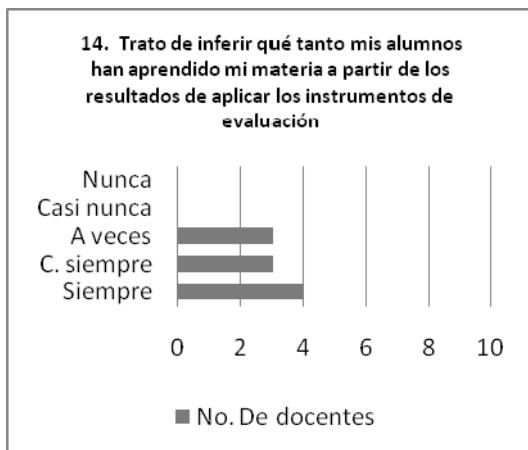 14. Trato de inferir qué tanto mis alumnos
han aprendido mi materia a partir de los
resultados de aplicar los instrumentos de
evaluación
Nunca
Casi nunca
A veces
C. siempre
Siempre
0 2 4 6 8 10
No. De docentes